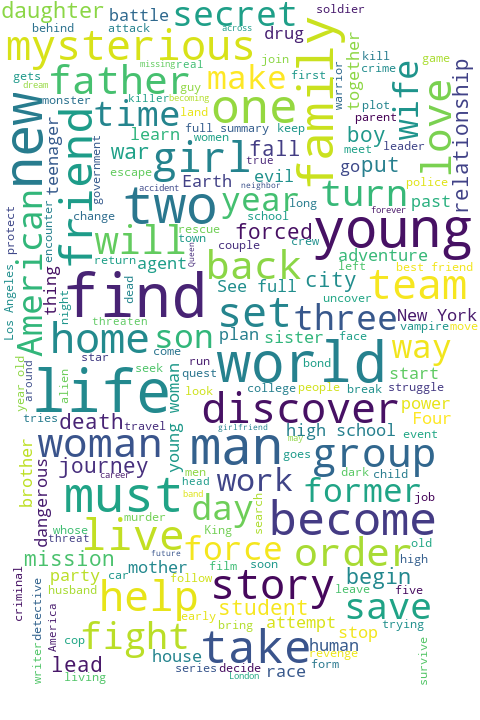 daughter
battle
behind
attack
secret
soldier
across
drug
mysterious
family
missing real
join
kill
crime
gets
dream
father
monster
killer
becoming
guy
land
make
first
warrior
together
wife
game
plot
love
relationship
new
friend
teenager
government
time
learn
full summary
keep
one
boy
parent
meet
leader
war
girl
women
fall
true
go
put
escape
Earth
evil
accident
neighbor
two
year
long
turn
past
police
forever
American
protect
encounter
change
rescue
school
young
will
town
couple
forced
crew
adventure
return
agent
Queen
back
city
left
best friend
thing
night
dead
See full
uncover
team
Los Angeles
find
threaten
set
three
New York
vampire
move
home
son
plan
sister
face
way
star
come
run
bond
seek
quest
world
start
year old
around
alien
life
young woman
college
people
break
struggle
look
discover
power
tries
death
travel
girlfriend
may
high school
Four
event
woman
man
group
goes
brother
dangerous
journey
career
men
head
work
dark
child
must
band
search
former
job
murder
day
become
whose
King
old
live
threat
future
force
order
high
mission
mother
film
soon
begin
party
car
story
five
criminal
husband
follow
leave
save
writer
detective
America
help
early
student
attempt
trying
bring
stop
cop
fight
take
human
revenge
survive
lead
house
series
decide
race
form
living
London